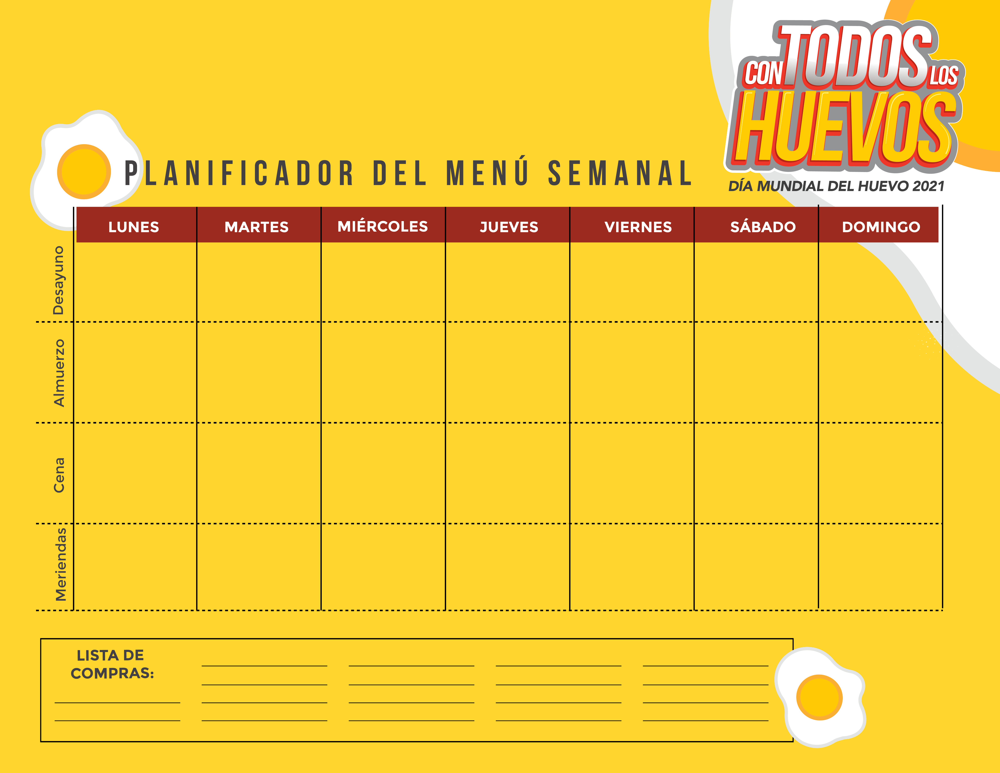 CON TODOS LOS
HUEVOS
DÍA MUNDIAL DEL HUEVO 2021
PLANIFICADOR DEL MENÚ SEMANAL
LUNES MARTES MIÉRCOLES JUEVES VIERNES SÁBADO DOMINGO
Desayuno
Almuerzo
Cena
Meriendas
LISTA DE
COMPRAS: